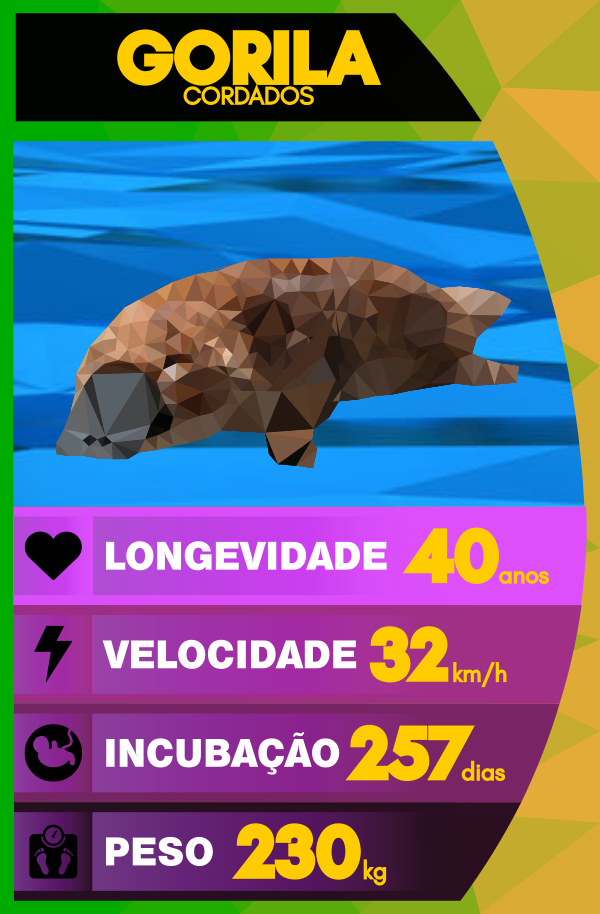 GORILA
CORDADOS
LONGEVIDADE 40 anos
VELOCIDADE 32 km/h
INCUBAÇÃO 257 dias
PESO 230 kg